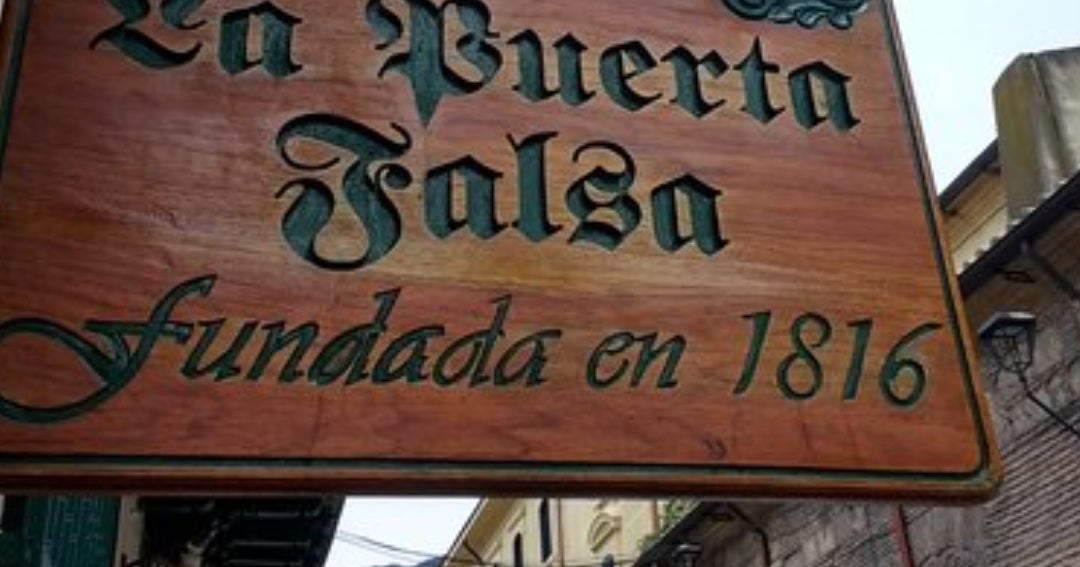 La Puerta
Falsa
fundada en 1816